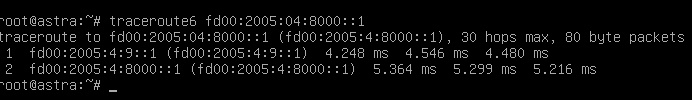 root@astra:~# traceroute6 fd00:2005:04:8000::1
traceroute to fd00:2005:04:8000::1 (fd00:2005:4:8000::1), 30 hops max, 80 byte packets
1 fd00:2005:4:9::1(fd00:2005:4:9::1) 4.248 ms 4.546 ms 4.480 ms
2 fd00:2005:4:8000::1 (fd00:2005:4:8000::1) 5.364 ms 5.299 ms 5.216 ms
root@astra:~# _